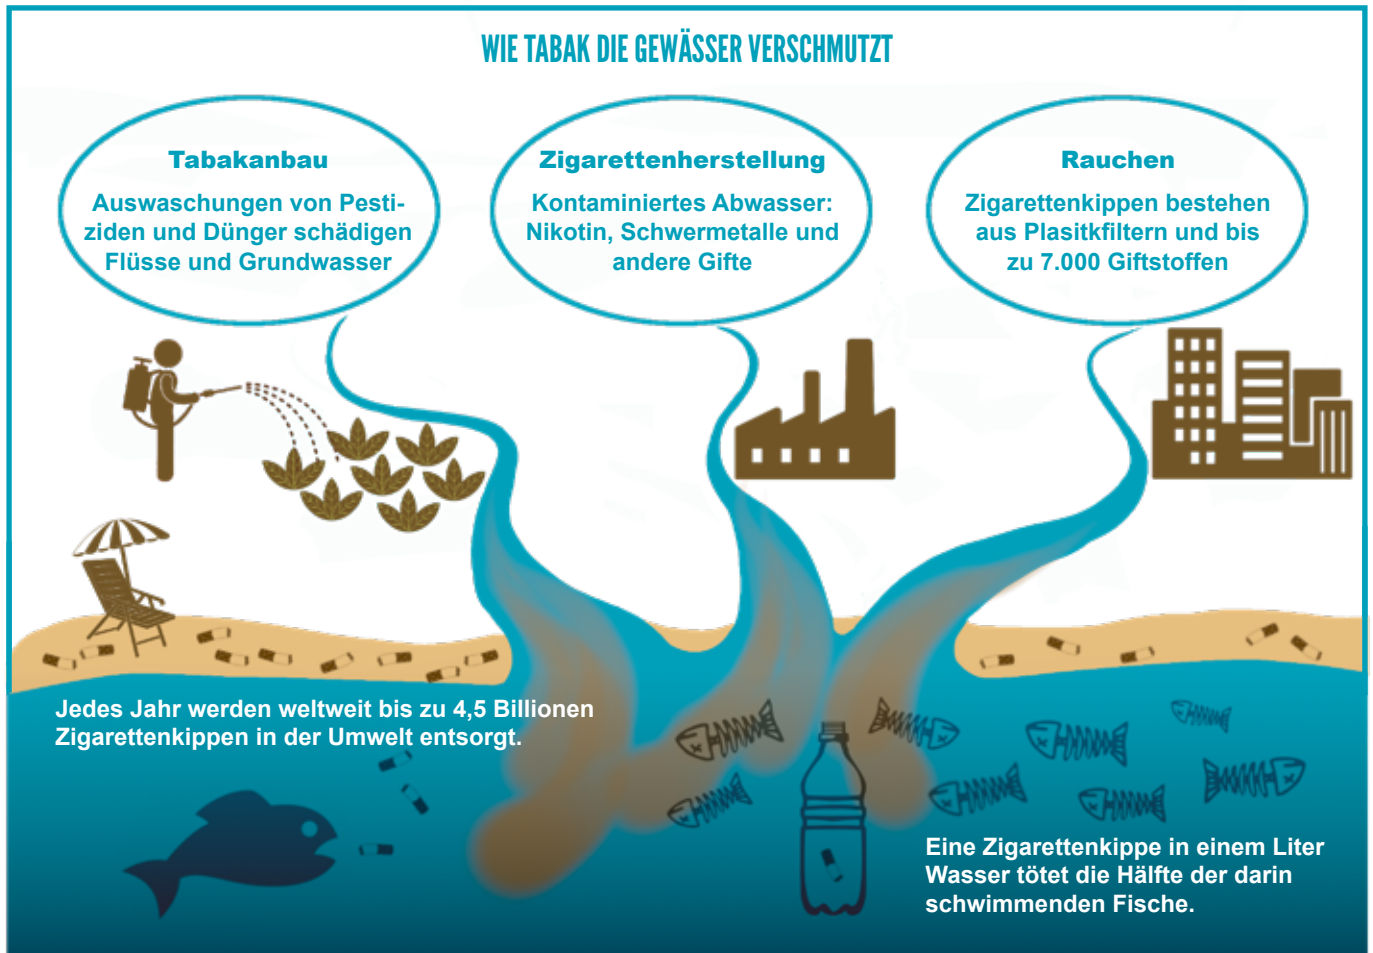 WIE TABAK DIE GEWÄSSER VERSCHMUTZT
Tabakanbau
Auswaschungen von Pesti-
ziden und Dünger schädigen
Flüsse und Grundwasser
Zigarettenherstellung
Kontaminiertes Abwasser:
Nikotin, Schwermetalle und
andere Gifte
Rauchen
Zigarettenkippen bestehen
aus Plasitkfiltern und bis
zu 7.000 Giftstoffen
Jedes Jahr werden weltweit bis zu 4,5 Billionen
Zigarettenkippen in der Umwelt entsorgt.
Eine Zigarettenkippe in einem Liter
Wasser tötet die Hälfte der darin
schwimmenden Fische.